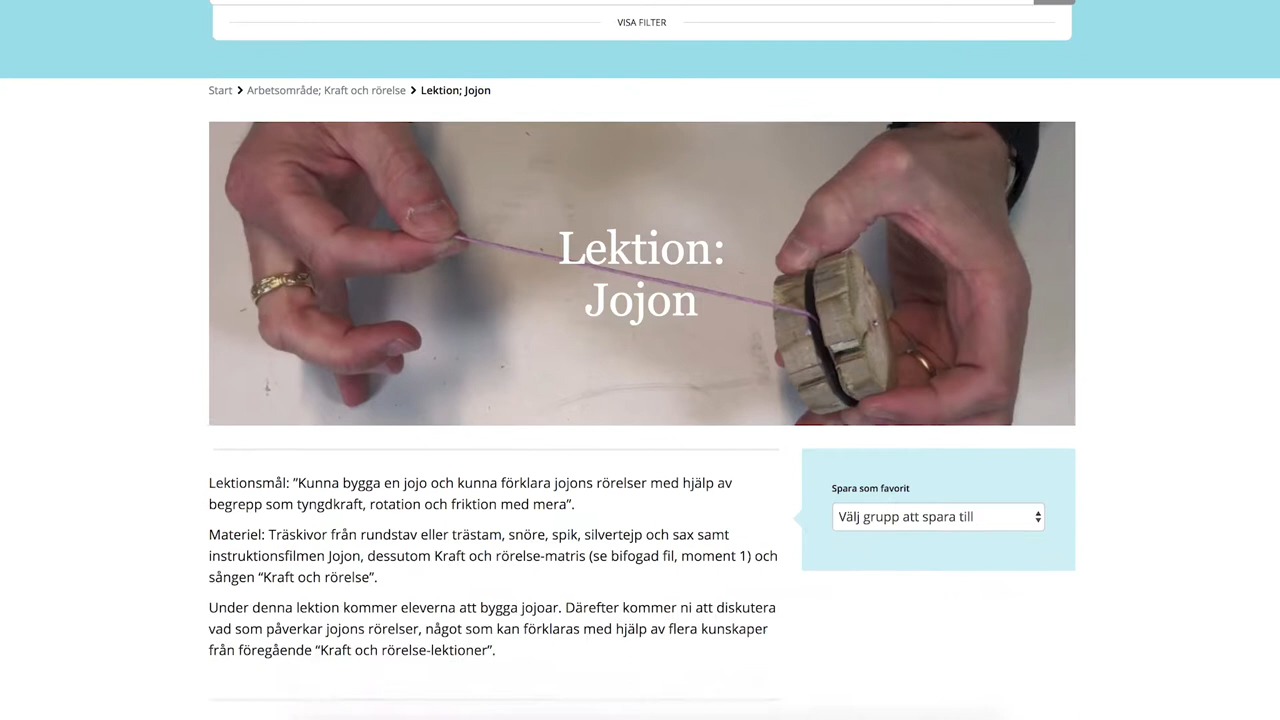 VISA FILTER
Start > Arbetsområde; Kraft och rörelse > Lektion; Jojon
Lektion:
Jojon
Lektionsmål: ”Kunna bygga en jojo och kunna förklara jojons rörelser med hjälp av
begrepp som tyngdkraft, rotation och friktion med mera”.
Materiel: Träskivor från rundstav eller trästam, snöre, spik, silvertejp och sax samt
instruktionsfilmen Jojon, dessutom Kraft och rörelse-matris (se bifogad fil, moment 1) och
sången “Kraft och rörelse”.
Under denna lektion kommer eleverna att bygga jojoar. Därefter kommer ni att diskutera
vad som påverkar jojons rörelser, något som kan förklaras med hjälp av flera kunskaper
från föregående “Kraft och rörelse-lektioner”.
Spara som favorit
Välj grupp att spara till